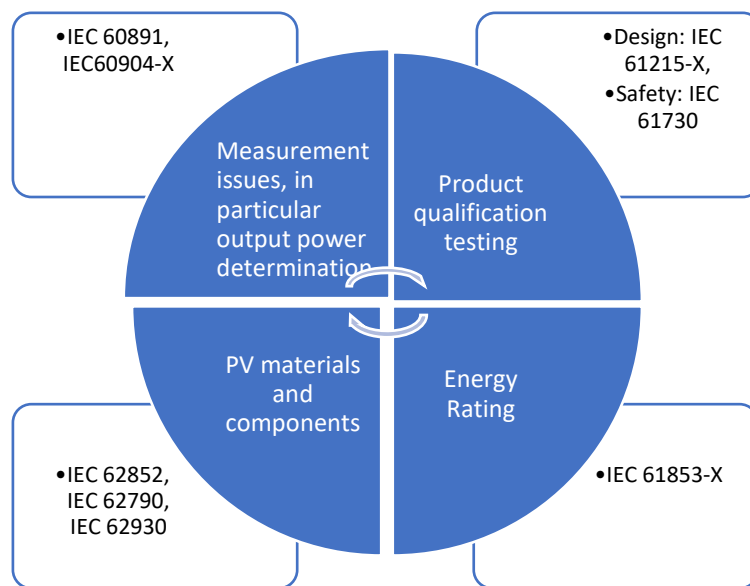 •IEC 60891,
IEC60904-X
•Design: IEC
61215-X,
•Safety: IEC
61730
Measurement
issues, in
particular
output power
determination
Product
qualification
testing
PV materials
and
components
Energy
Rating
•IEC 62852,
IEC 62790,
IEC 62930
•IEC 61853-X